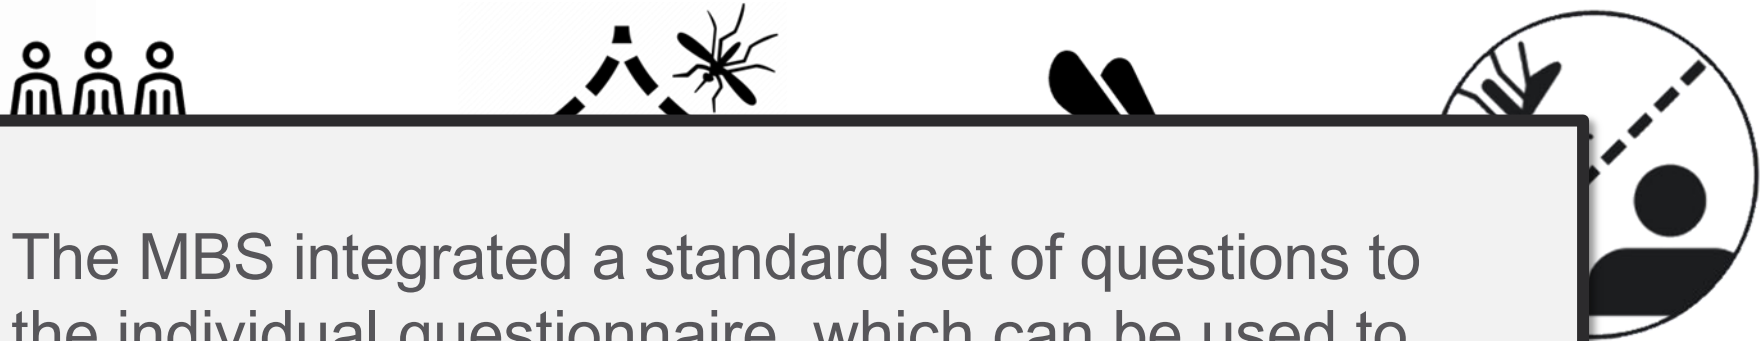 The MBS integrated a standard set of questions to
the individual questionnaire, which can be used to